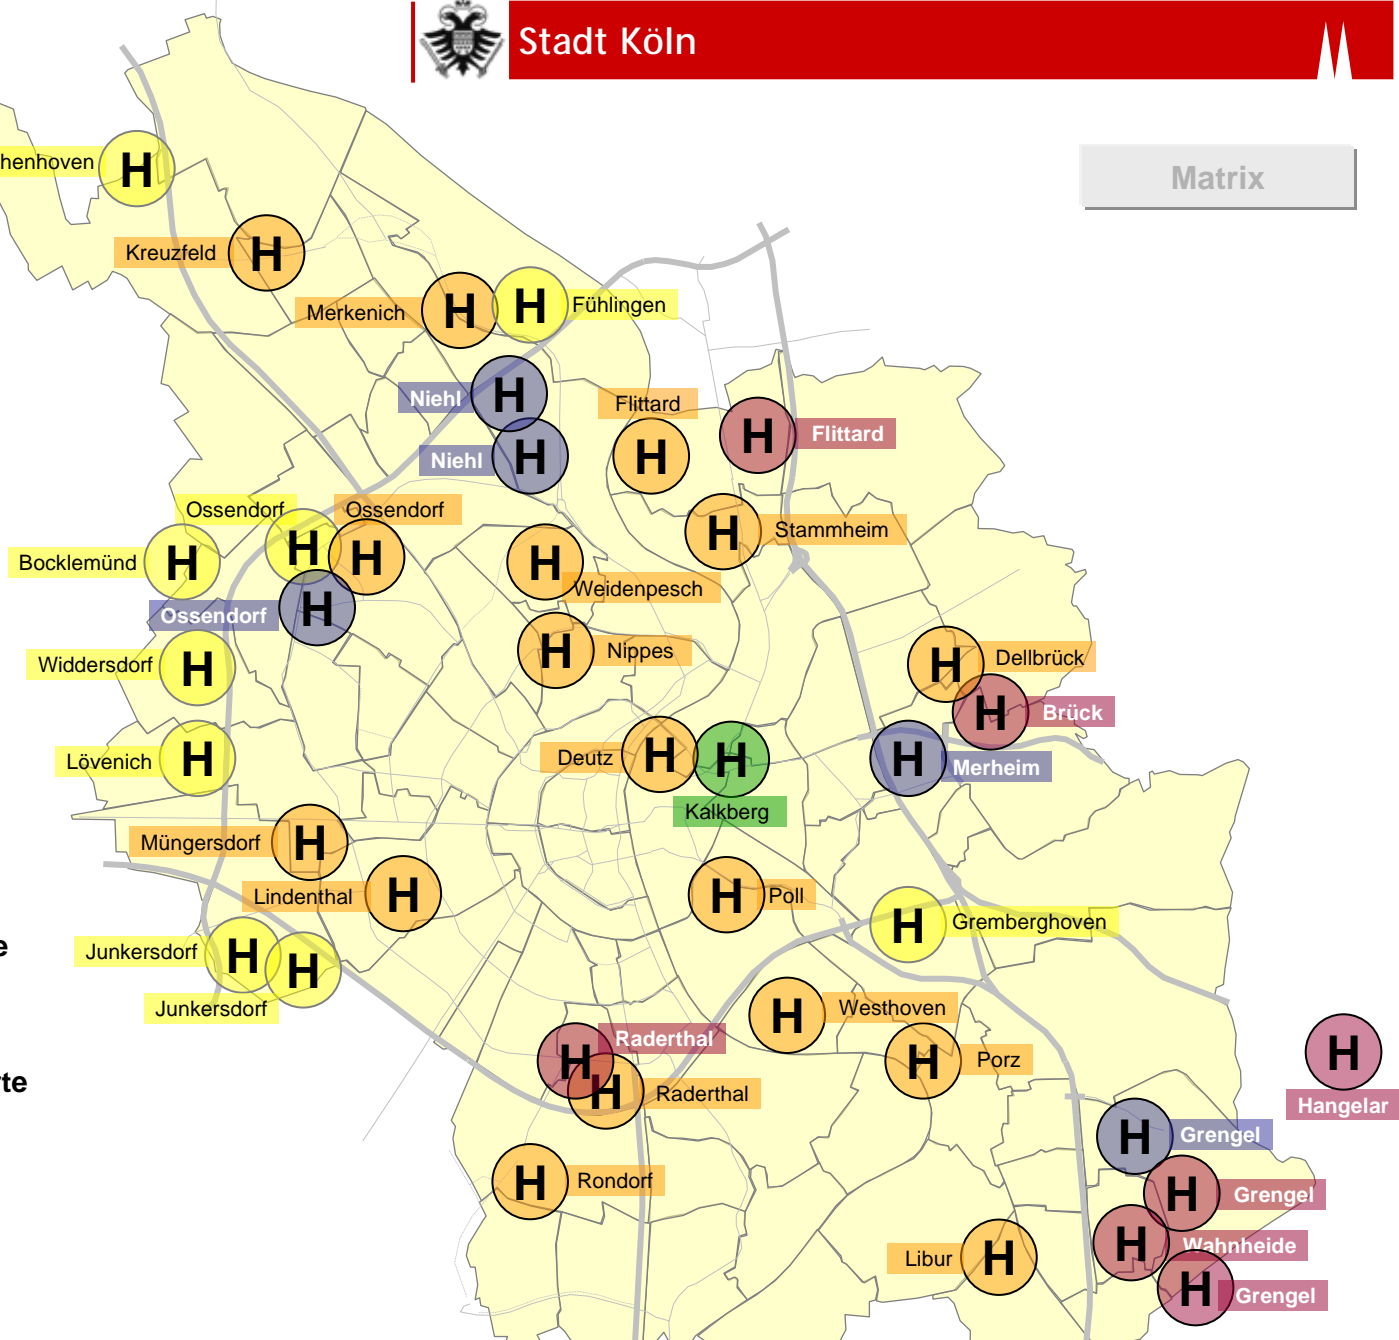 Stadt Köln
Matrix
henhoven H
Kreuzfeld H
Merkenich H
H Fühlingen
Niehl H
Niehl H
Flittard
H
H Flittard
H Stammheim
Ossendorf
H
Ossendorf
H
Bocklemünd H
Ossendorf H
H
Weidenpesch
Widdersdorf H
H Nippes
H Dellbrück
H Brück
Lövenich H
Deutz H
H
Kalkberg
H Merheim
Müngersdorf H
Lindenthal H
H Poll
H Gremberghoven
e
Junkersdorf H
H
Junkersdorf
H Westhoven
H Porz
H Raderthal
H Raderthal
rte
H
Hangelar
H Grengel
H Rondorf
H Grengel
H Wahnheide
Libur H
H Grengel